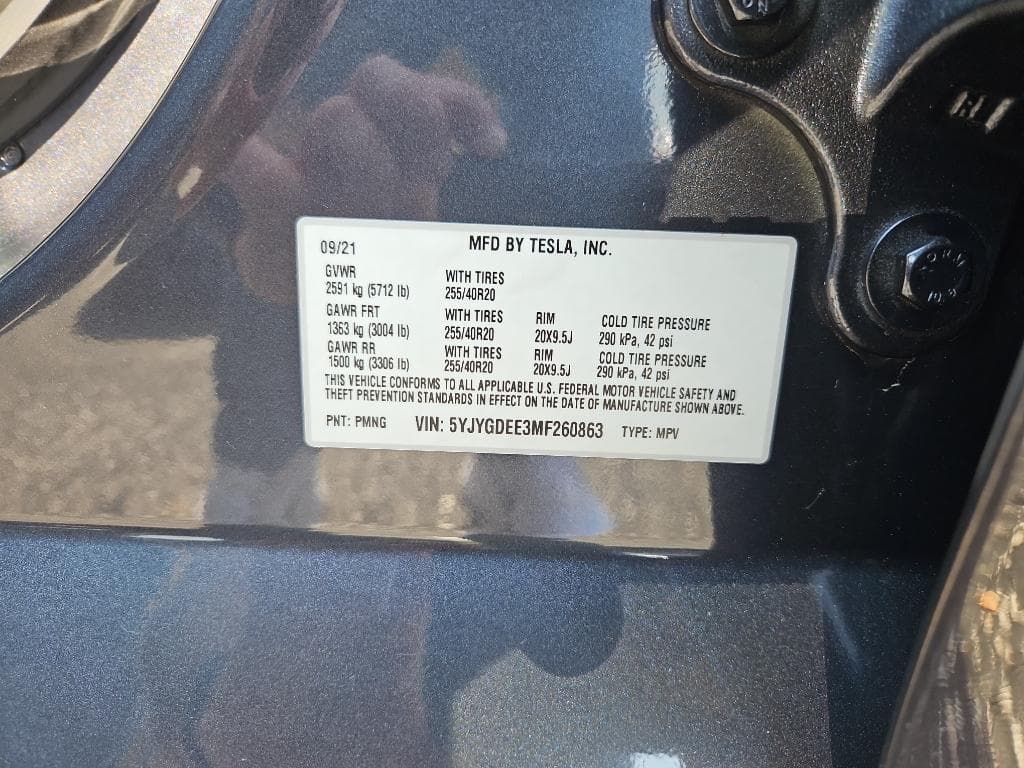 09/21 MFD BY TESLA, INC.
GVWR WITH TIRES
2591 kg (5712 lb) 255/40R20
GAWR FRT WITH TIRES RIM COLD TIRE PRESSURE
1363 kg (3004 lb) 255/40R20 20X9.5J 290 kPa, 42 psi
GAWR RR WITH TIRES RIM COLD TIRE PRESSURE
1500 kg (3306 lb) 255/40R20 20X9.5J 290 kPa, 42 psi
THIS VEHICLE CONFORMS TO ALL APPLICABLE U.S. FEDERAL MOTOR VEHICLE SAFETY AND
THEFT PREVENTION STANDARDS IN EFFECT ON THE DATE OF MANUFACTURE SHOWN ABOVE.
PNT: PMNG VIN: 5YJYGDEE3MF260863 TYPE: MPV